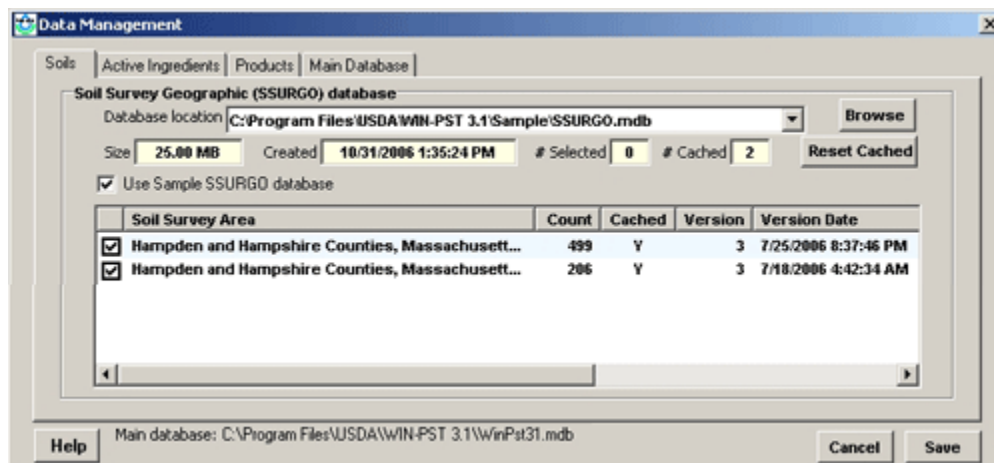 Data Management
Soils Active Ingredients Products Main Database
Soil Survey Geographic (SSURGO) database
Database location C:\Program Files\USDA\WIN-PST 3.1\Sample\SSURGO.mdb Browse
Size 25.00 MB Created 10/31/2006 1:35:24 PM # Selected 0 # Cached 2 Reset Cached
Use Sample SSURGO database
Soil Survey Area Count Cached Version Version Date
Hampden and Hampshire Counties, Massachusett... 499 Y 3 7/25/2006 8:37:46 PM
Hampden and Hampshire Counties, Massachusett... 206 Y 3 7/18/2006 4:42:34 AM
Help Main database: C:\Program Files\USDA\WIN-PST 3.1\WinPst31.mdb Cancel Save